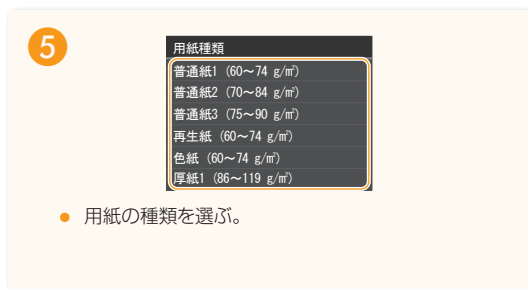 5
用紙種類
普通紙1 (60～74 g/㎡)
普通紙2 (70～84 g/㎡)
普通紙3 (75～90 g/㎡)
再生紙 (60～74 g/㎡)
色紙 (60～74 g/㎡)
厚紙1 (86～119 g/㎡)
● 用紙の種類を選ぶ。